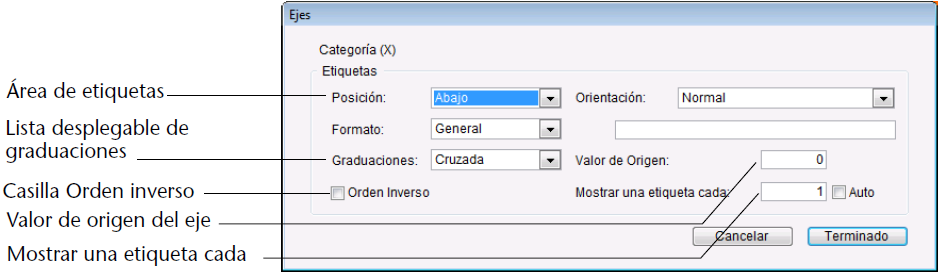 Ejes
Categoría (X)
Etiquetas
Área de etiquetas
Posición: Abajo Orientación: Normal
Lista desplegable de
graduaciones
Formato: General
Graduaciones: Cruzada Valor de Origen: 0
Casilla Orden inverso
Orden Inverso Mostrar una etiqueta cada: 1 Auto
Valor de origen del eje
Mostrar una etiqueta cada
Cancelar Terminado